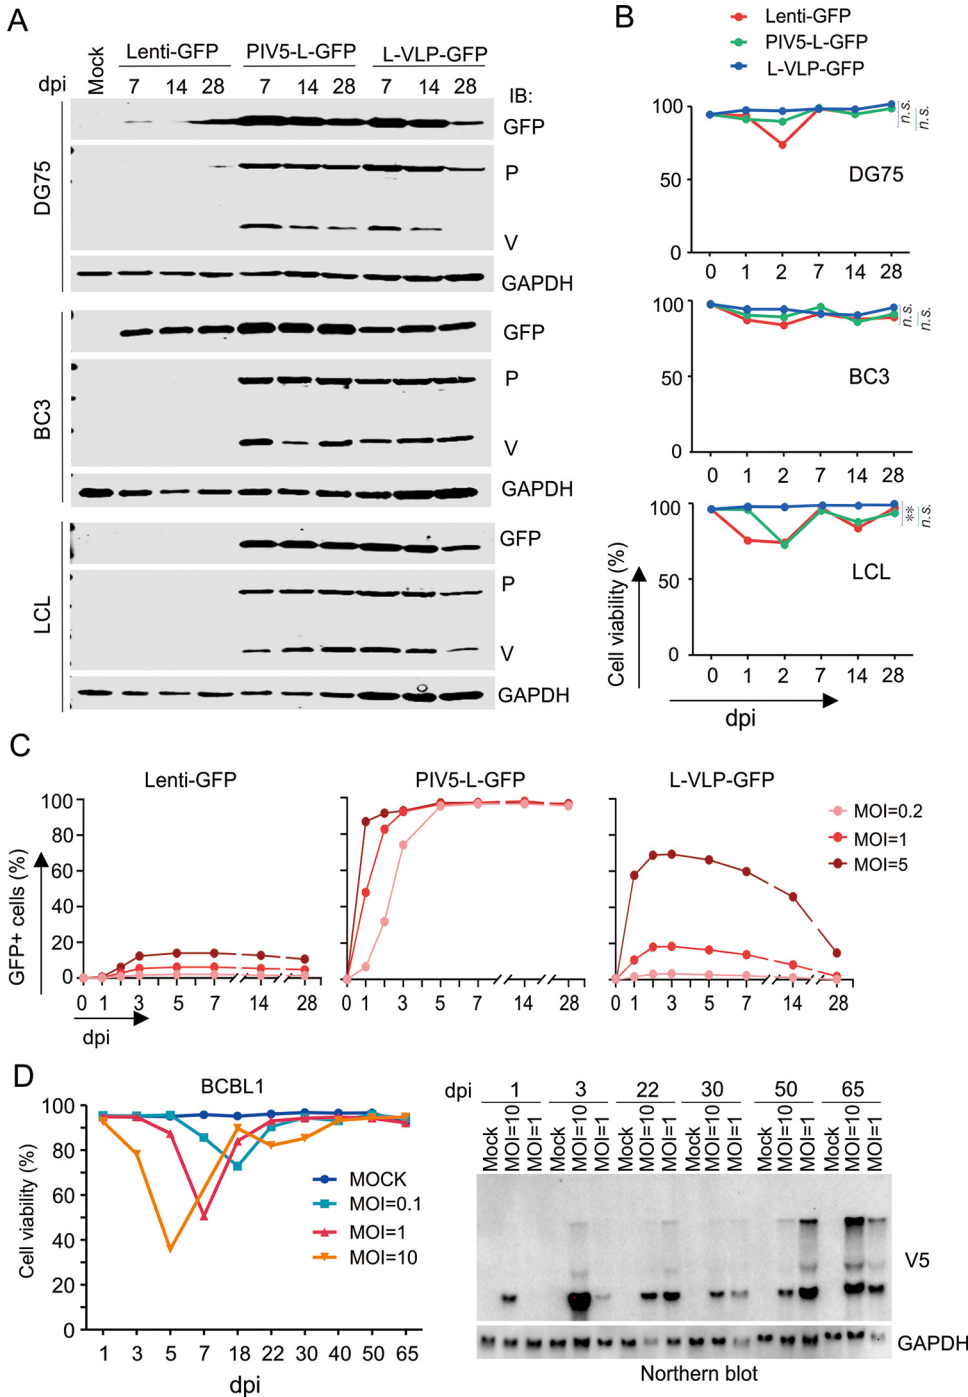 A
Mock
Lenti-GFP
PIV5-L-GFP
L-VLP-GFP
dpi
7 14 28 7 14 28 7 14 28
IB:
DG75
GFP
P
V
GAPDH
BC3
GFP
P
V
GAPDH
LCL
GFP
P
V
GAPDH
B
Lenti-GFP
PIV5-L-GFP
L-VLP-GFP
100
50
0
n.s.
n.s.
DG75
0 1 2 7 14 28
100
50
0
n.s.
n.s.
BC3
0 1 2 7 14 28
100
50
0
**
n.s.
LCL
0 1 2 7 14 28
Cell viability (%)
dpi
C
Lenti-GFP
PIV5-L-GFP
L-VLP-GFP
GFP+ cells (%)
100
80
60
40
20
0
0 1 3 5 7 14 28
0 1 3 5 7 14 28
0 1 3 5 7 14 28
dpi
MOI=0.2
MOI=1
MOI=5
D
BCBL1
Cell viability (%)
100
80
60
40
20
0
MOCK
MOI=0.1
MOI=1
MOI=10
1 3 5 7 18 22 30 40 50 65
dpi
dpi 1 3 22 30 50 65
Mock MOI=10 MOI=1 Mock MOI=10 MOI=1 Mock MOI=10 MOI=1 Mock MOI=10 MOI=1 Mock MOI=10 MOI=1 Mock MOI=10 MOI=1
V5
GAPDH
Northern blot